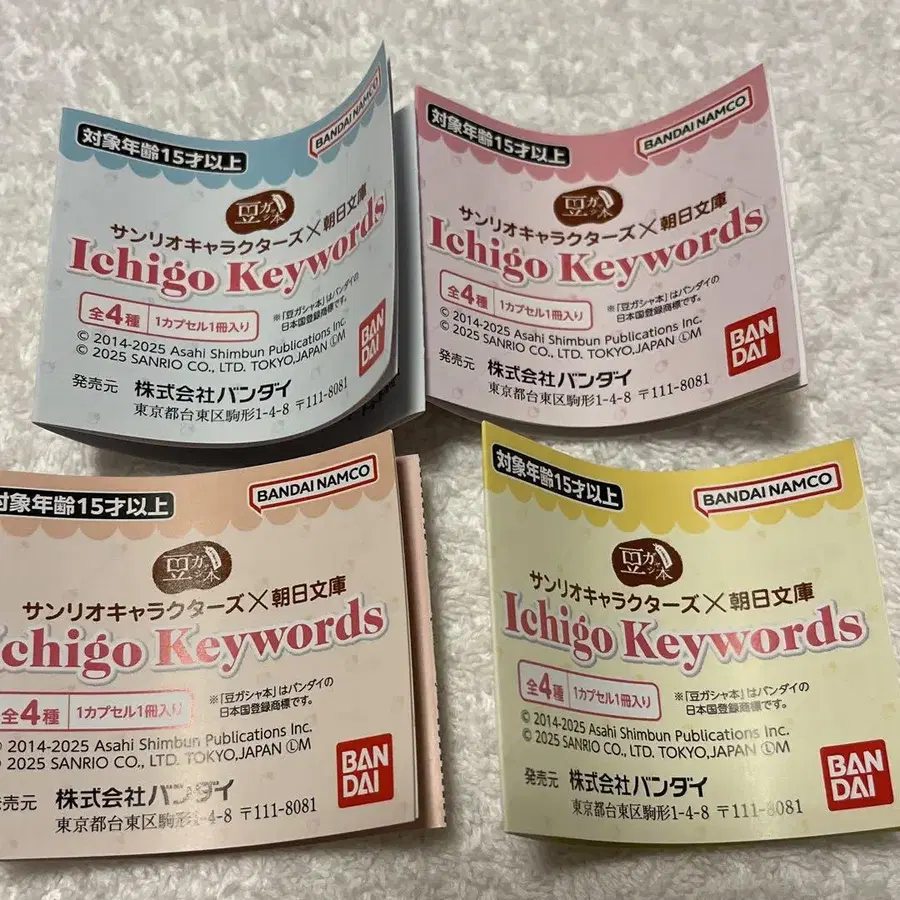 対象年齢15才以上
BANDAI NAMCO
豆ガシャ本
サンリオキャラクターズ×朝日文庫
Ichigo Keywords
全4種 1カプセル1冊入り
※「豆ガシャ本」はバンダイの
日本国登録商標です。
© 2014-2025 Asahi Shimbun Publications Inc.
© 2025 SANRIO CO., LTD. TOKYO,JAPAN ⓁM
BAN
DAI
発売元 株式会社バンダイ
東京都台東区駒形1-4-8 〒111-8081
対象年齢15才以上
BANDAI NAMCO
豆ガシャ本
サンリオキャラクターズ×朝日文庫
Ichigo Keywords
全4種 1カプセル1冊入り
※「豆ガシャ本」はバンダイの
日本国登録商標です。
© 2014-2025 Asahi Shimbun Publications Inc.
© 2025 SANRIO CO., LTD. TOKYO,JAPAN ⓁM
BAN
DAI
発売元 株式会社バンダイ
東京都台東区駒形1-4-8 〒111-8081
対象年齢15才以上
BANDAI NAMCO
豆ガシャ本
サンリオキャラクターズ×朝日文庫
chigo Keywords
全4種 1カプセル1冊入り
※「豆ガシャ本」はバンダイの
日本国登録商標です。
© 2014-2025 Asahi Shimbun Publications Inc.
© 2025 SANRIO CO., LTD. TOKYO,JAPAN ⓁM
BAN
DAI
発売元 株式会社バンダイ
東京都台東区駒形1-4-8 〒111-8081
対象年齢15才以上
BANDAI NAMCO
豆ガシャ本
サンリオキャラクターズ×朝日文庫
Ichigo Keywords
全4種 1カプセル1冊入り
※「豆ガシャ本」はバンダイの
日本国登録商標です。
© 2014-2025 Asahi Shimbun Publications Inc.
© 2025 SANRIO CO., LTD. TOKYO,JAPAN ⓁM
BAN
DAI
発売元 株式会社バンダイ
東京都台東区駒形1-4-8 〒111-8081